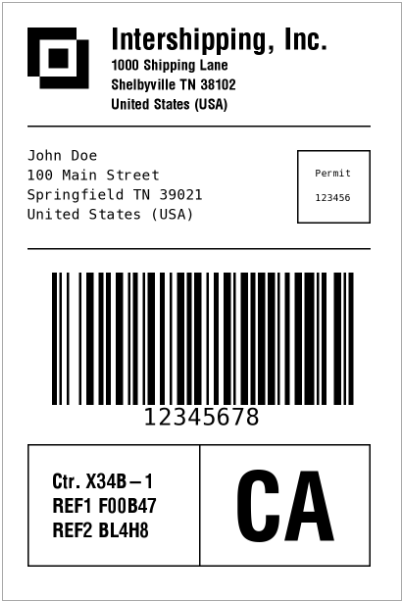 Intershipping, Inc.
1000 Shipping Lane
Shelbyville TN 38102
United States (USA)
John Doe
100 Main Street
Springfield TN 39021
United States (USA)
Permit
123456
12345678
Ctr. X34B-1
REF1 F00B47
REF2 BL4H8
CA